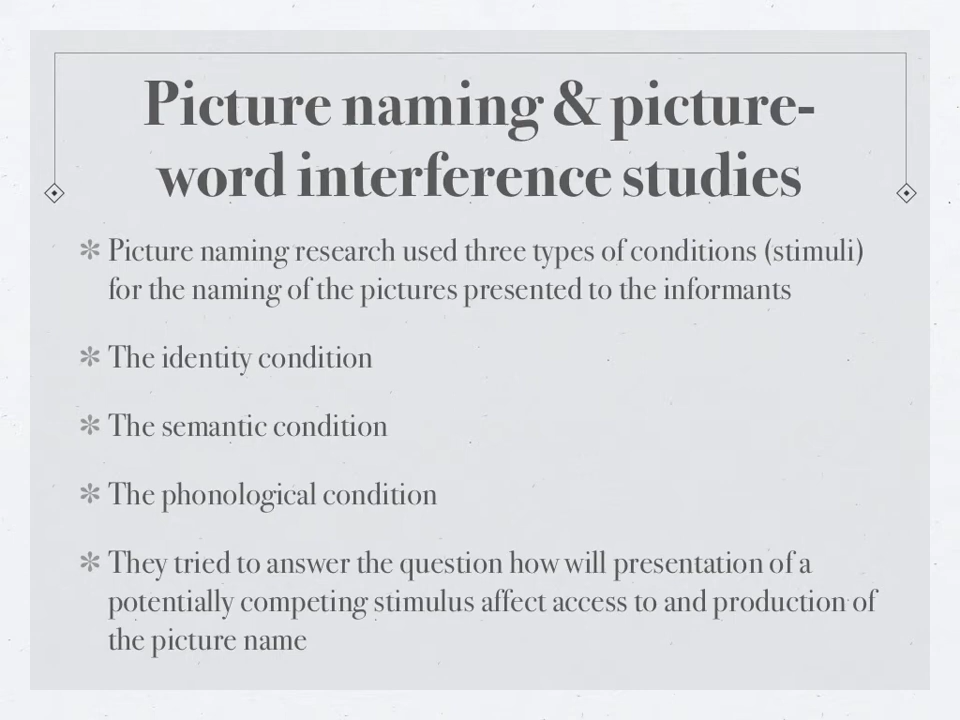 Picture naming & picture-
word interference studies
✻ Picture naming research used three types of conditions (stimuli)
for the naming of the pictures presented to the informants
✻ The identity condition
✻ The semantic condition
✻ The phonological condition
✻ They tried to answer the question how will presentation of a
potentially competing stimulus affect access to and production of
the picture name